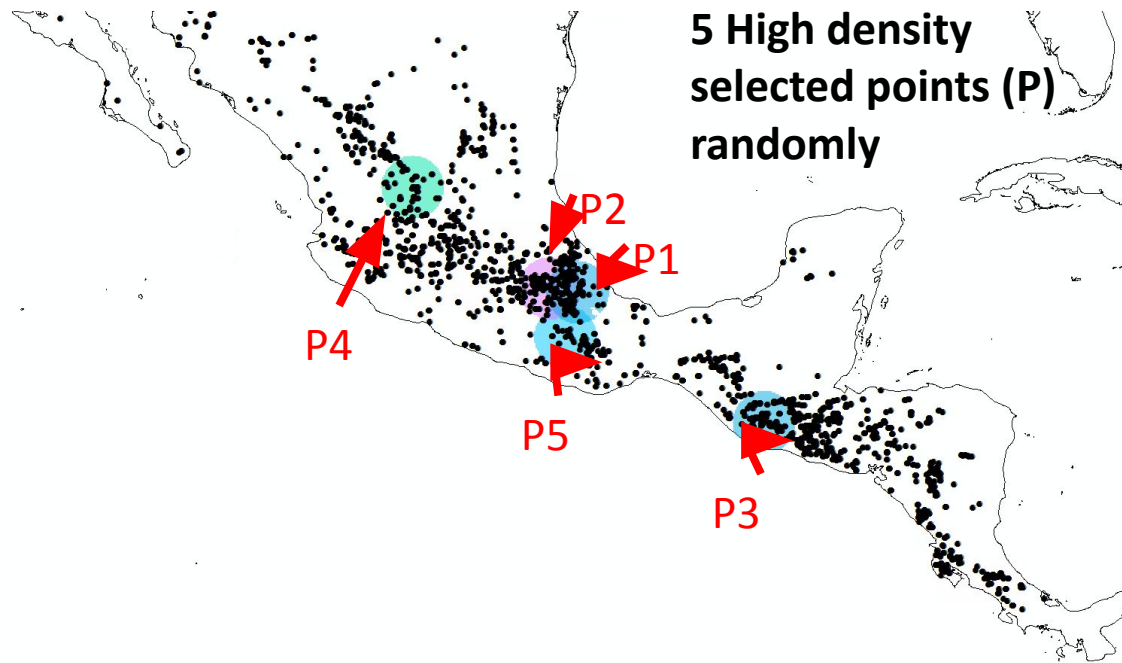 5 High density
selected points (P)
randomly
P2
P1
P4
P5
P3